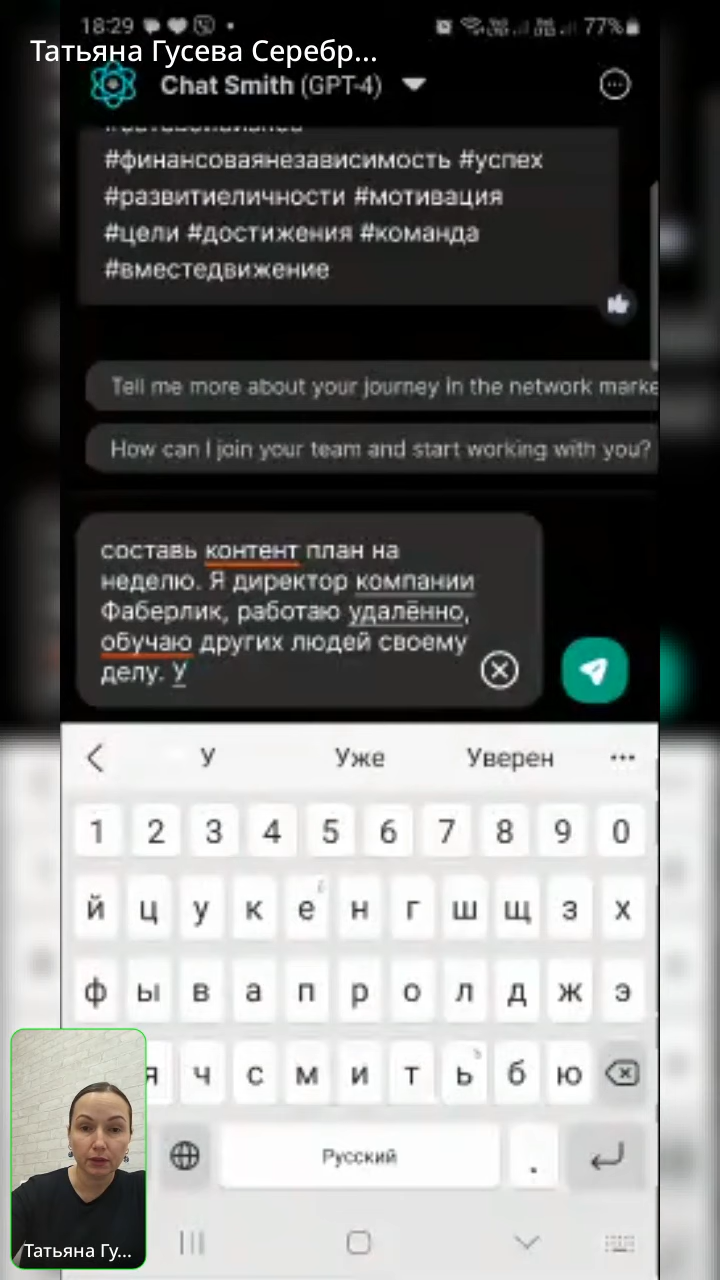 18:29
77%
Татьяна Гусева Серебр...
Chat Smith (GPT-4)
#финансоваянезависимость #успех
#развитиеличности #мотивация
#цели #достижения #команда
#вместедвижение
Tell me more about your journey in the network marke
How can I join your team and start working with you?
составь контент план на
неделю. Я директор компании
Фаберлик, работаю удалённо,
обучаю других людей своему
делу. У
У Уже Уверен
1 2 3 4 5 6 7 8 9 0
й ц у к е н г ш щ з х
ф ы в а п р о л д ж э
я ч с м и т ь б ю
Русский .
Татьяна Гу...